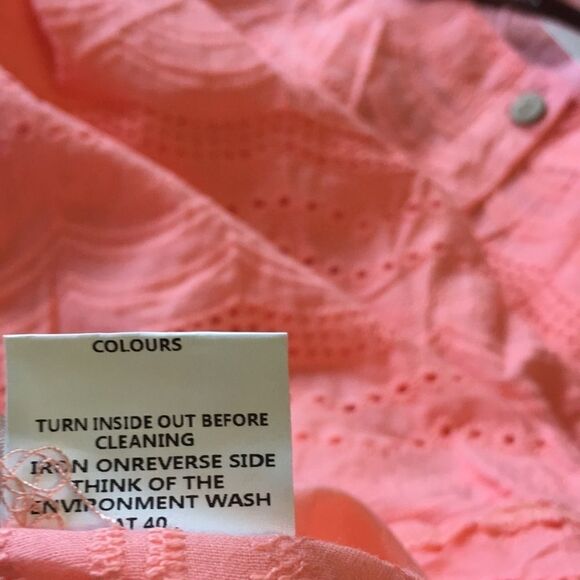 COLOURS
TURN INSIDE OUT BEFORE
CLEANING
IRON ONREVERSE SIDE
THINK OF THE
ENVIRONMENT WASH
AT 40